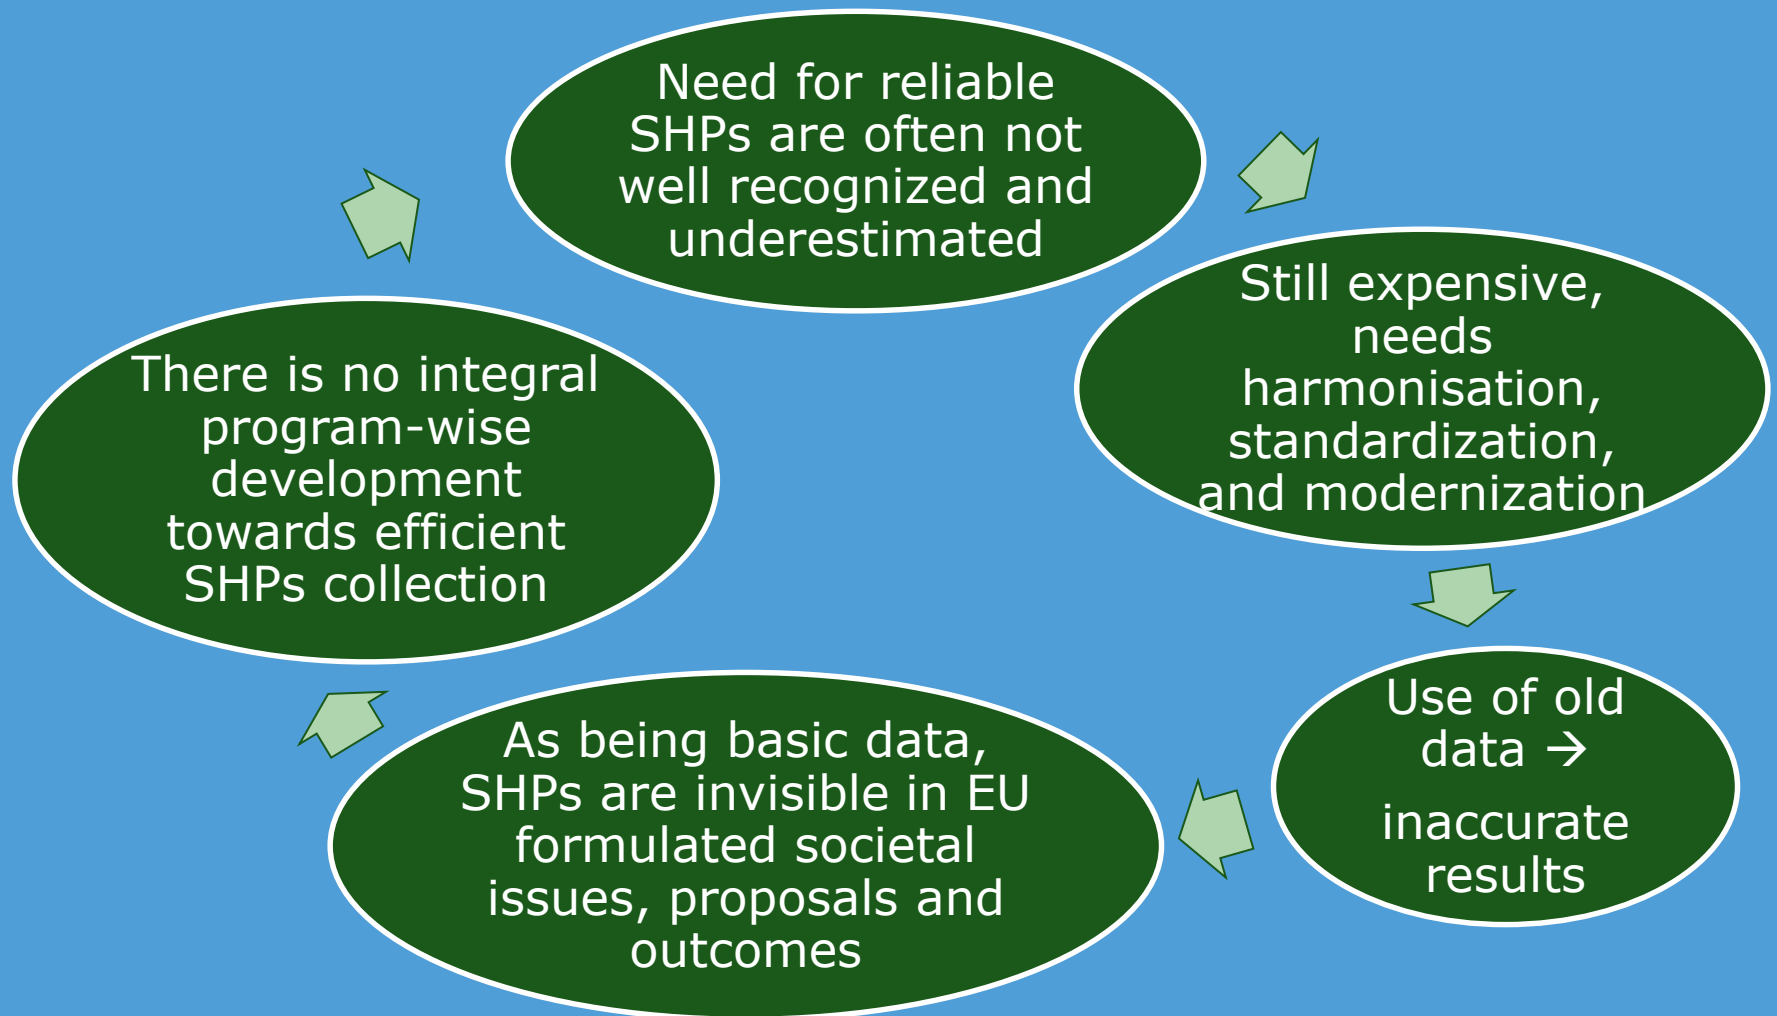 Need for reliable
SHPs are often not
well recognized and
underestimated
Still expensive,
needs
harmonisation,
standardization,
and modernization
Use of old
data →
inaccurate
results
As being basic data,
SHPs are invisible in EU
formulated societal
issues, proposals and
outcomes
There is no integral
program-wise
development
towards efficient
SHPs collection